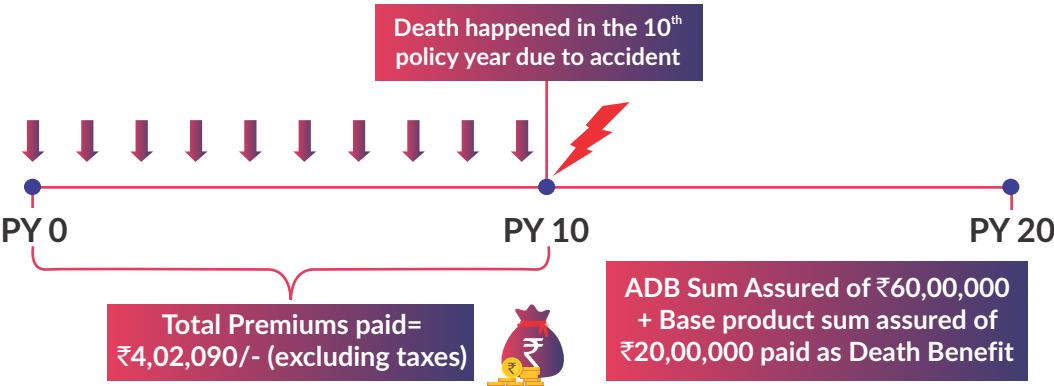 Death happened in the 10th
policy year due to accident
PY 0
PY 10
PY 20
Total Premiums paid=
₹4,02,090/- (excluding taxes)
₹
₹
ADB Sum Assured of ₹60,00,000
+ Base product sum assured of
₹20,00,000 paid as Death Benefit